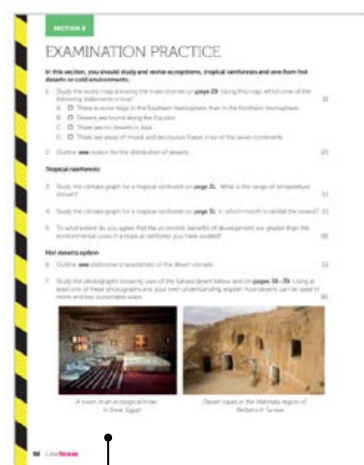 SECTION 8
EXAMINATION PRACTICE
In this section, you should study and revise ecosystems, tropical rainforests and one from hot
deserts or cold environments.
1. Study the world map showing the main biomes on page 29. Using this map, which one of the
following statements is true? [1]
A There is more taiga in the Southern Hemisphere than in the Northern Hemisphere
B Deserts are found along the Equator
C There are no deserts in Asia
D There are areas of mixed and deciduous forest in six of the seven continents
2. Outline one reason for the distribution of deserts. [2]
Tropical rainforests
3. Study the climate graph for a tropical rainforest on page 31. What is the range of temperature
shown? [1]
4. Study the climate graph for a tropical rainforest on page 31. In which month is rainfall the lowest? [1]
5. To what extent do you agree that the economic benefits of development are greater than the
environmental costs in a tropical rainforest you have studied?
Hot deserts option
6. Outline one distinctive characteristic of the desert climate. [1]
7. Study the photographs showing uses of the Sahara desert below and on pages Using at
least one of these photographs and your own understanding, explain how deserts can be used in
more and less sustainable ways.
A room in an ecological hotel
in Siwa, Egypt
Desert caves in the Matmata region of
Berbers in Tunisia
ClearRevise